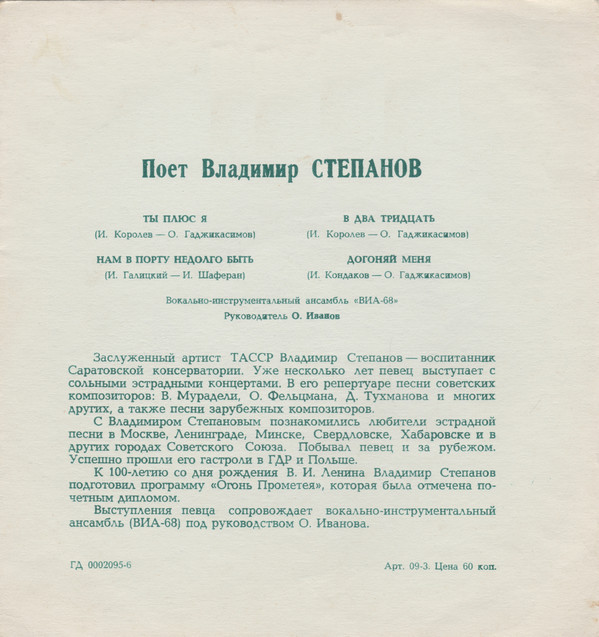 Поет Владимир СТЕПАНОВ
ТЫ ПЛЮС Я
(И. Королев — О. Гаджикасимов)
НАМ В ПОРТУ НЕДОЛГО БЫТЬ
(И. Галицкий — И. Шаферан)
В ДВА ТРИДЦАТЬ
(И. Королев — О. Гаджикасимов)
ДОГОНЯЙ МЕНЯ
(И. Кондаков — О. Гаджикасимов)
Вокально-инструментальный ансамбль «ВИА-68»
Руководитель О. Иванов
Заслуженный артист ТАССР Владимир Степанов — воспитанник
Саратовской консерватории. Уже несколько лет певец выступает с
сольными эстрадными концертами. В его репертуаре песни советских
композиторов: В. Мурадели, О. Фельцмана, Д. Тухманова и многих
других, а также песни зарубежных композиторов.
С Владимиром Степановым познакомились любители эстрадной
песни в Москве, Ленинграде, Минске, Свердловске, Хабаровске и в
других городах Советского Союза. Побывал певец и за рубежом.
Успешно прошли его гастроли в ГДР и Польше.
К 100-летию со дня рождения В. И. Ленина Владимир Степанов
подготовил программу «Огонь Прометея», которая была отмечена по-
четным дипломом.
Выступления певца сопровождает вокально-инструментальный
ансамбль (ВИА-68) под руководством О. Иванова.
ГД 0002095-6
Арт. 09-3. Цена 60 коп.